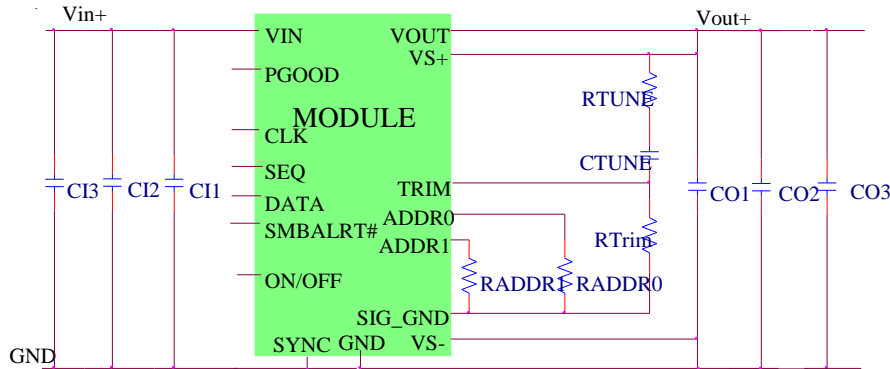 Vin+
Vout+
VIN
VOUT
VS+
PGOOD
RTUNE
MODULE
CLK
CTUNE
SEQ
TRIM
CI3
CI2
CI1
CO1
CO2
CO3
DATA
ADDR0
SMBALRT#
ADDR1
RTrim
ON/OFF
RADDR1
RADDR0
SIG_GND
SYNC
GND
VS-
GND